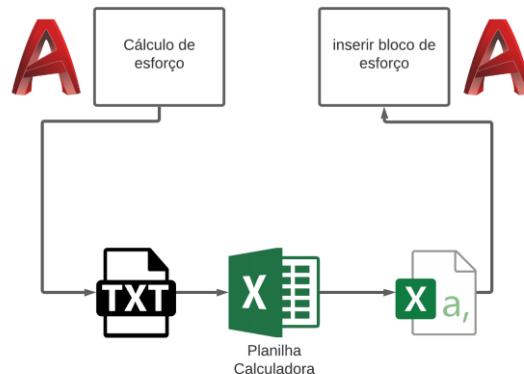 Cálculo de
esforço
inserir bloco de
esforço
TXT
X
X
a,
Planilha
Calculadora